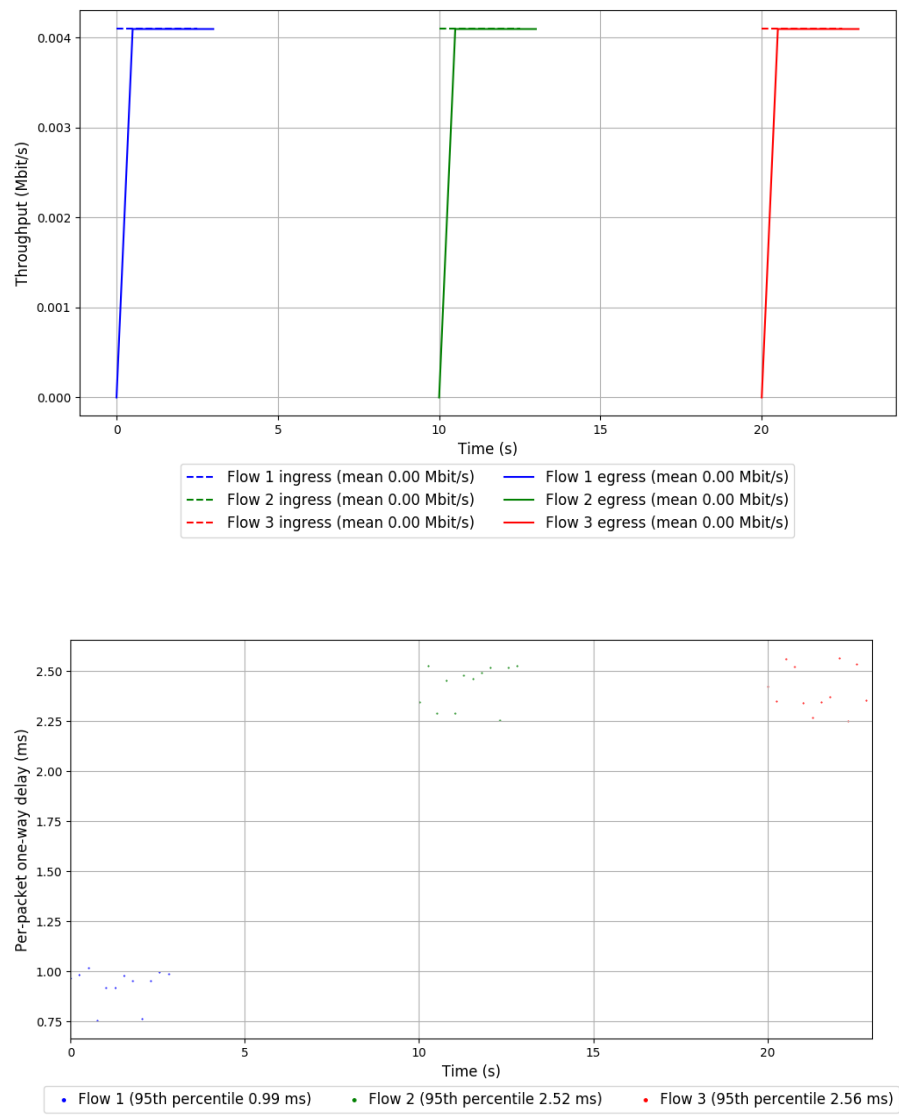 0.004
0.003
0.002
0.001
0.000
Throughput (Mbit/s)
0 5 10 15 20
Time (s)
Flow 1 ingress (mean 0.00 Mbit/s) Flow 1 egress (mean 0.00 Mbit/s)
Flow 2 ingress (mean 0.00 Mbit/s) Flow 2 egress (mean 0.00 Mbit/s)
Flow 3 ingress (mean 0.00 Mbit/s) Flow 3 egress (mean 0.00 Mbit/s)
2.50
2.25
2.00
1.75
1.50
1.25
1.00
0.75
Per-packet one-way delay (ms)
0 5 10 15 20
Time (s)
Flow 1 (95th percentile 0.99 ms) Flow 2 (95th percentile 2.52 ms) Flow 3 (95th percentile 2.56 ms)